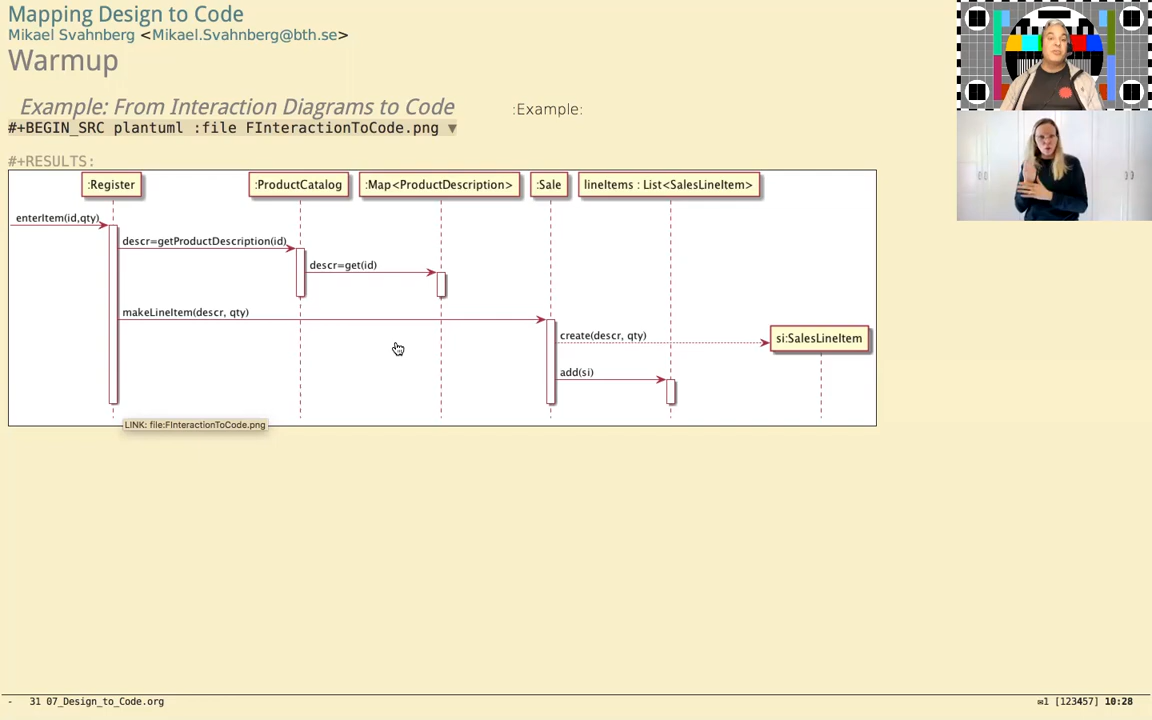 Mapping Design to Code
Mikael Svahnberg <Mikael.Svahnberg@bth.se>
Warmup
Example: From Interaction Diagrams to Code :Example:
#+BEGIN_SRC plantuml :file FInteractionToCode.png ▼
#+RESULTS:
:Register :ProductCatalog :Map<ProductDescription> :Sale lineItems : List<SalesLineItem>
enterItem(id,qty)
descr=getProductDescription(id)
descr=get(id)
makeLineItem(descr, qty)
create(descr, qty) si:SalesLineItem
add(si)
LINK: file:FInteractionToCode.png
- 31 07_Design_to_Code.org ✉1 [123457] 10:28